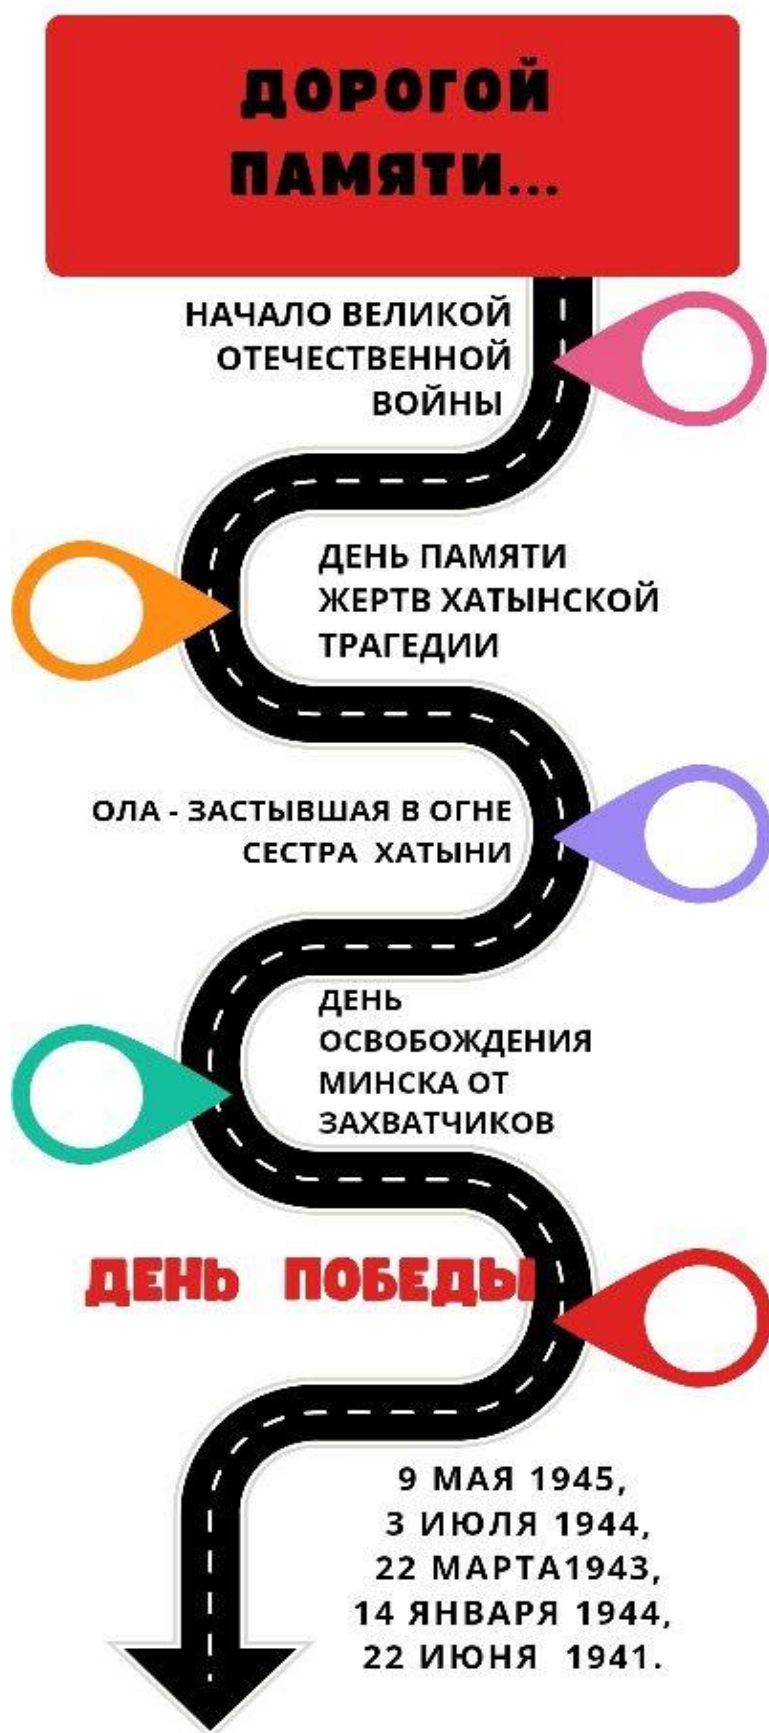 ДОРОГОЙ
ПАМЯТИ...
НАЧАЛО ВЕЛИКОЙ
ОТЕЧЕСТВЕННОЙ
ВОЙНЫ
ДЕНЬ ПАМЯТИ
ЖЕРТВ ХАТЫНСКОЙ
ТРАГЕДИИ
ОЛА - ЗАСТЫВШАЯ В ОГНЕ
СЕСТРА ХАТЫНИ
ДЕНЬ
ОСВОБОЖДЕНИЯ
МИНСКА ОТ
ЗАХВАТЧИКОВ
ДЕНЬ ПОБЕДЫ
9 МАЯ 1945,
3 ИЮЛЯ 1944,
22 МАРТА1943,
14 ЯНВАРЯ 1944,
22 ИЮНЯ 1941.